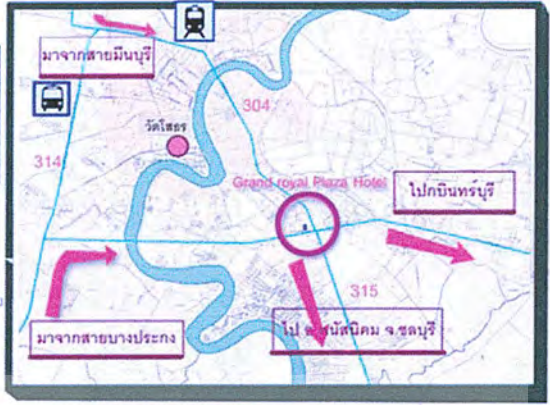 มาจากสายมีนบุรี
304
วัดโสธร
314
Grand royal Plaza Hotel
ไปกบินทร์บุรี
315
มาจากสายบางประกง
ไป สนัสนิคม จ.ชลบุรี